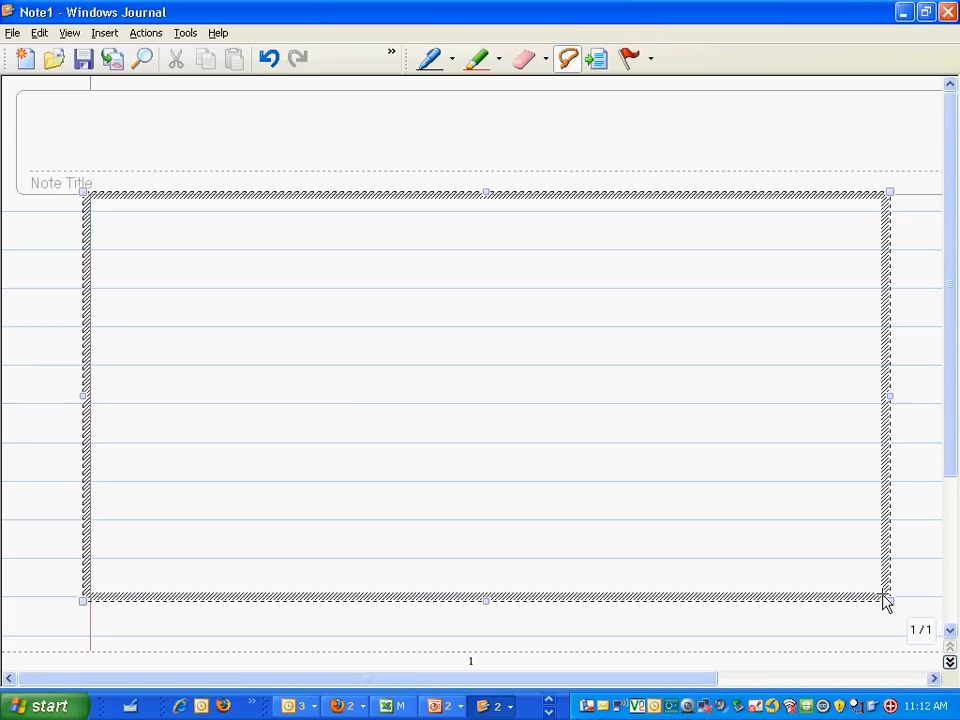 Note1 - Windows Journal
File Edit View Insert Actions Tools Help
Note Title
1 / 1
1
start
3
2
M
2
2
11:12 AM